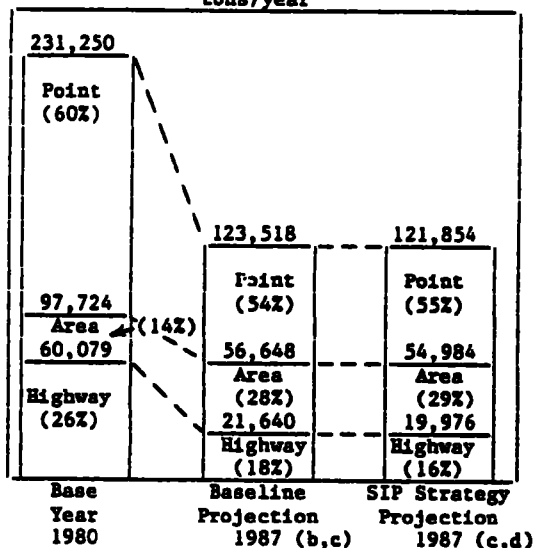 tons/year
231,250
Point
(60%)
97,724
Area (14%)
60,079
Highway
(26%)
Base
Year
1980
123,518
Point
(54%)
56,648
Area
(28%)
21,640
Highway
(18%)
Baseline
Projection
1987 (b,c)
121,854
Point
(55%)
54,984
Area
(29%)
19,976
Highway
(16%)
SIP Strategy
Projection
1987 (c,d)